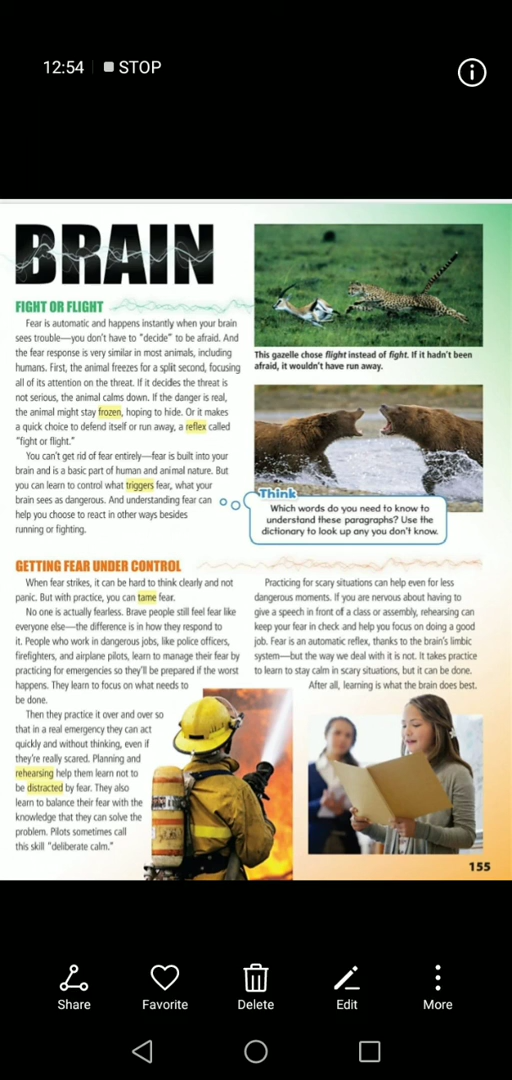 12:54 STOP
BRAIN
FIGHT OR FLIGHT
Fear is automatic and happens instantly when your brain
sees trouble—you don't have to "decide" to be afraid. And
the fear response is very similar in most animals, including
humans. First, the animal freezes for a split second, focusing
all of its attention on the threat. If it decides the threat is
not serious, the animal calms down. If the danger is real,
the animal might stay frozen, hoping to hide. Or it makes
a quick choice to defend itself or run away, a reflex called
"fight or flight."
You can't get rid of fear entirely—fear is built into your
brain and is a basic part of human and animal nature. But
you can learn to control what triggers fear, what your
brain sees as dangerous. And understanding fear can
help you choose to react in other ways besides
running or fighting.
This gazelle chose flight instead of fight. If it hadn't been
afraid, it wouldn't have run away.
Think
Which words do you need to know to
understand these paragraphs? Use the
dictionary to look up any you don't know.
GETTING FEAR UNDER CONTROL
When fear strikes, it can be hard to think clearly and not
panic. But with practice, you can tame fear.
No one is actually fearless. Brave people still feel fear like
everyone else—the difference is in how they respond to
it. People who work in dangerous jobs, like police officers,
firefighters, and airplane pilots, learn to manage their fear by
practicing for emergencies so they'll be prepared if the worst
happens. They learn to focus on what needs to
be done.
Then they practice it over and over so
that in a real emergency they can act
quickly and without thinking, even if
they're really scared. Planning and
rehearsing help them learn not to
be distracted by fear. They also
learn to balance their fear with the
knowledge that they can solve the
problem. Pilots sometimes call
this skill "deliberate calm."
Practicing for scary situations can help even for less
dangerous moments. If you are nervous about having to
give a speech in front of a class or assembly, rehearsing can
keep your fear in check and help you focus on doing a good
job. Fear is an automatic reflex, thanks to the brain's limbic
system—but the way we deal with it is not. It takes practice
to learn to stay calm in scary situations, but it can be done.
After all, learning is what the brain does best.
155
Share Favorite Delete Edit More